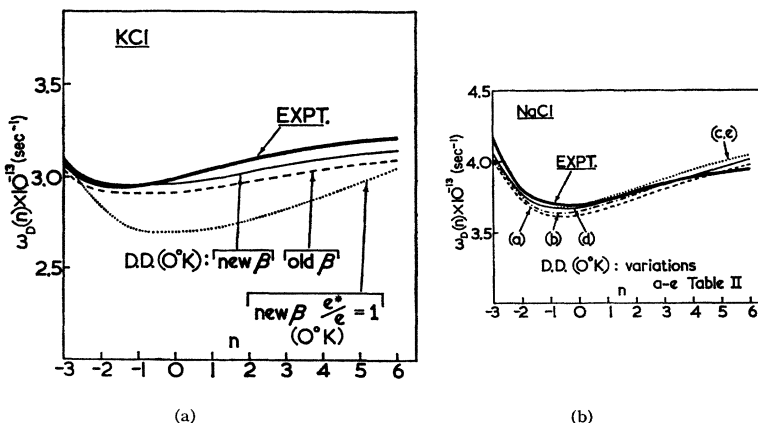 KCl
3.5
3.0
2.5
ω_D(n)×10⁻¹³(sec⁻¹)
EXPT.
D.D.(0°K): new β old β
new β e*/e = 1
(0°K)
-3 -2 -1 0 1 2 3 4 5 6
n
(a)
4.5
4.0
3.5
ω_D(n)×10⁻¹³(sec⁻¹)
NaCl
(c.e)
EXPT.
(a) (b) (d)
D.D.(0°K): variations
a-e Table II
n
-3 -2 -1 0 1 2 3 4 5 6
(b)